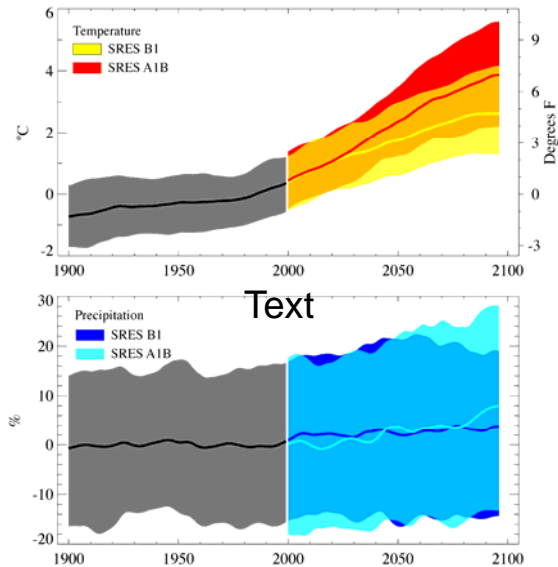 6
4
2
0
-2
°C
Temperature
SRES B1
SRES A1B
9
6
3
0
-3
Degrees F
1900 1950 2000 2050 2100
Text
30
20
10
0
-10
-20
%
Precipitation
SRES B1
SRES A1B
1900 1950 2000 2050 2100